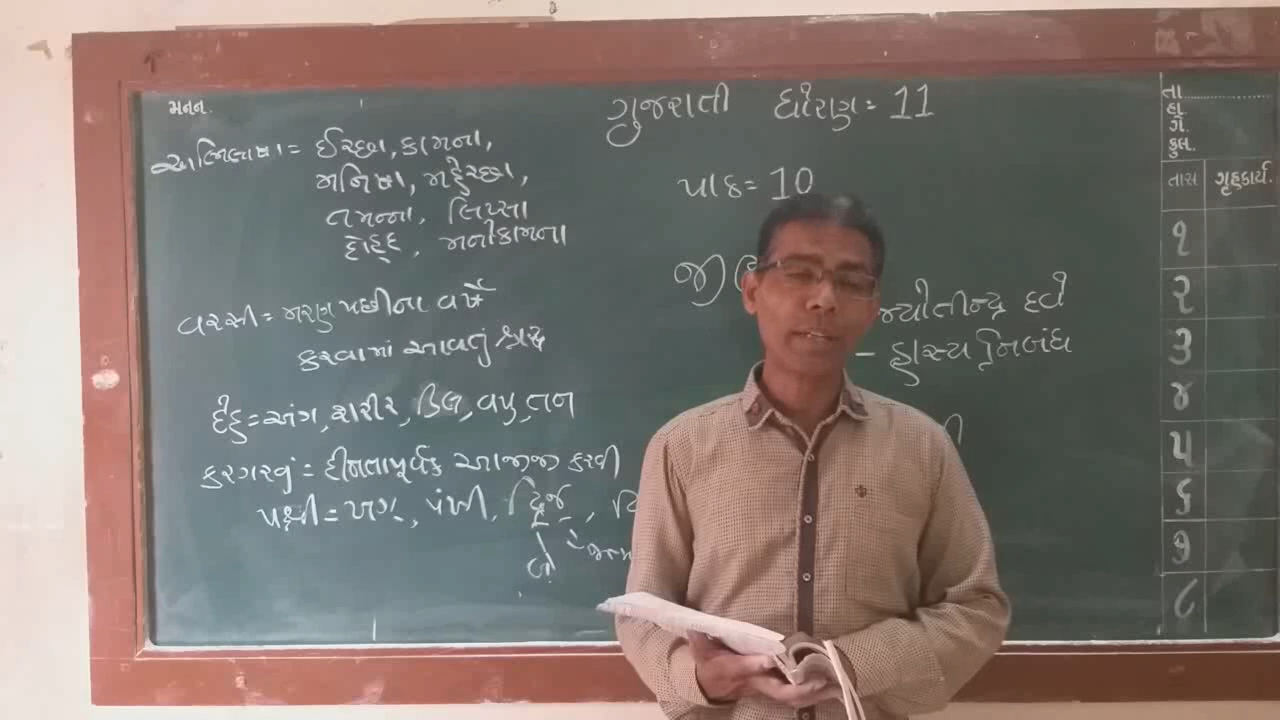 મનન.
ગુજરાતી ધોરણ = 11
અભિલાષા = ઈચ્છા, કામના,
મનિષા, મહેચ્છા,
તમન્ના, લિપ્સા
દોહદ, મનોકામના
પાઠ = 10
જ્યોતીન્દ્ર દવે
- હાસ્ય નિબંધ
વરસી = મરણ પછીના વર્ષે
કરવામાં આવતું શ્રાદ્ધ
દેહ = અંગ, શરીર, ડિલ, વપુ, તન
કરગરવું = દીનતાપૂર્વક આજીજી કરવી
પક્ષી = ખગ, પંખી, દ્વિજ,
બે
તા
હા.
ગે.
કુલ.
તાસ ગૃહકાર્ય.
૧
૨
૩
૪
૫
૬
૭
૮